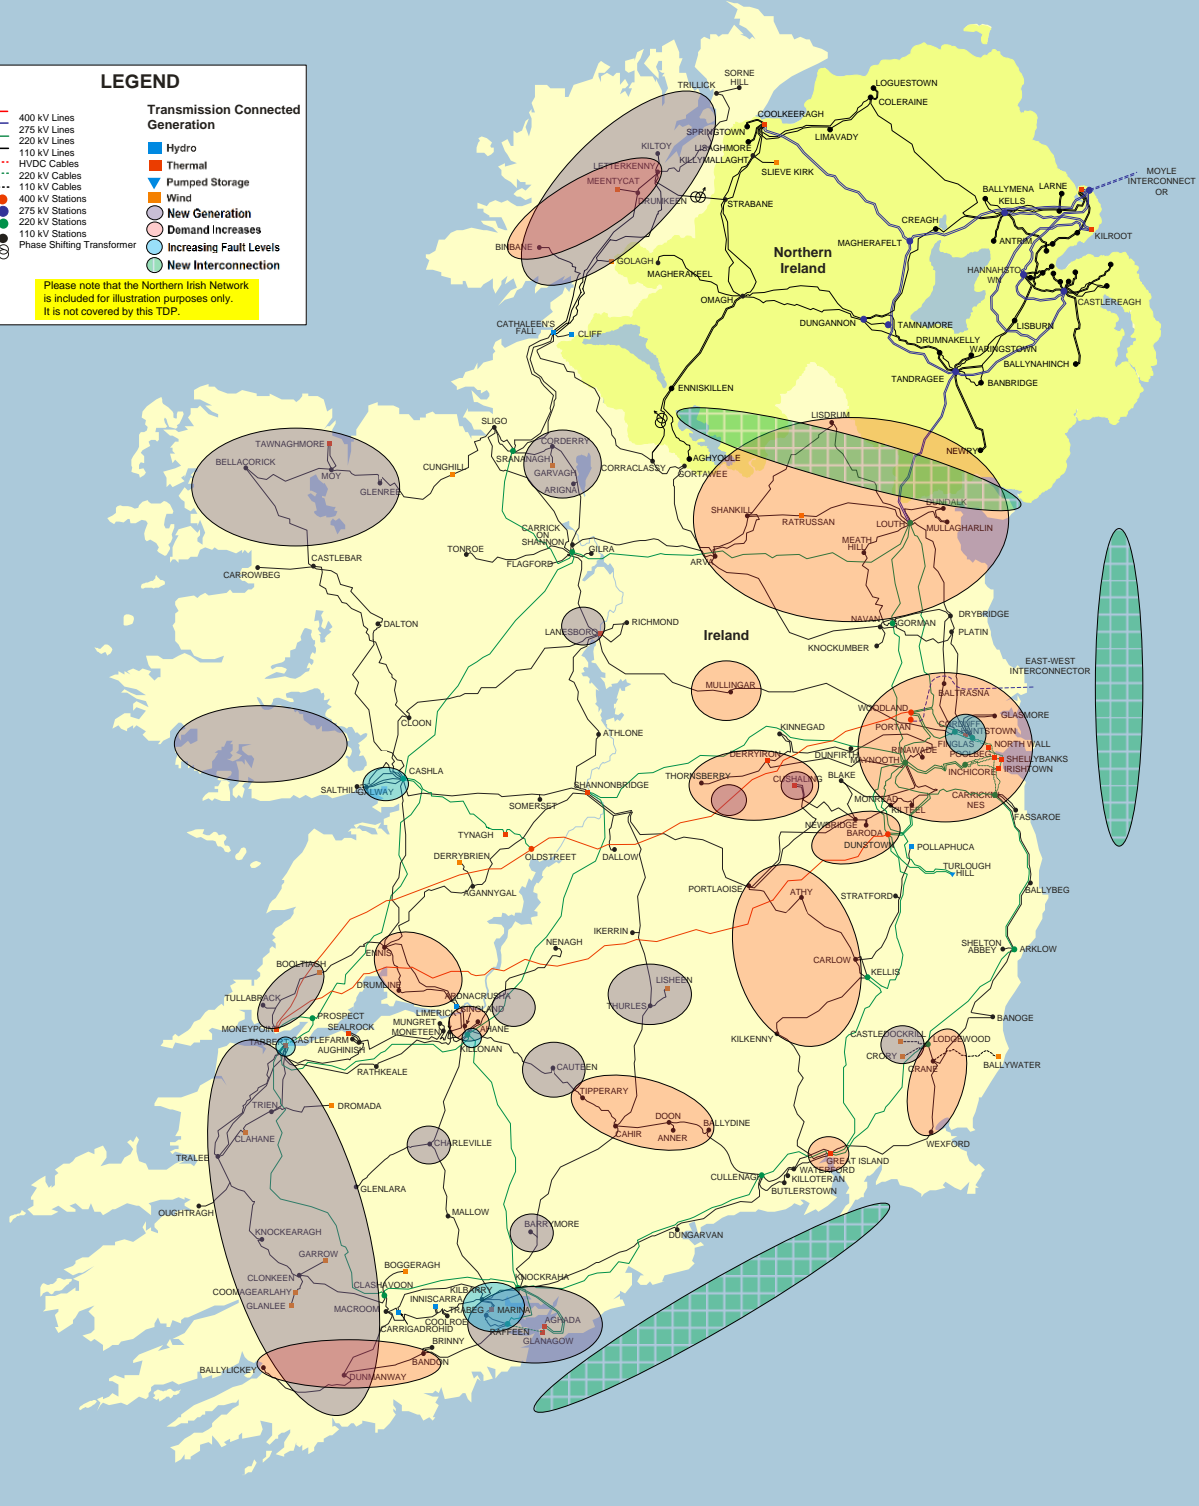 LEGEND
400 kV Lines
275 kV Lines
220 kV Lines
110 kV Lines
HVDC Cables
220 kV Cables
110 kV Cables
400 kV Stations
275 kV Stations
220 kV Stations
110 kV Stations
Phase Shifting Transformer
Transmission Connected
Generation
Hydro
Thermal
Pumped Storage
Wind
New Generation
Demand Increases
Increasing Fault Levels
New Interconnection
Please note that the Northern Irish Network
is included for illustration purposes only.
It is not covered by this TDP.
SORNE
HILL
TRILLICK
LOGUESTOWN
COLERAINE
COOLKEERAGH
SPRINGTOWN
LIMAVADY
LISAGHMORE
KILLYMALLAGHT
SLIEVE KIRK
KILTOY
LETTERKENNY
MEENTYCAT
DRUMKEEN
STRABANE
BINBANE
GOLAGH
MAGHERAKEEL
OMAGH
Northern
Ireland
MOYLE
INTERCONNECT
OR
BALLYMENA
LARNE
KELLS
CREAGH
KILROOT
MAGHERAFELT
ANTRIM
HANNAHSTO
WN
CASTLEREAGH
CATHALEEN'S
FALL
CLIFF
DUNGANNON
TAMNAMORE
LISBURN
DRUMNAKELLY
WARINGSTOWN
BALLYNAHINCH
TANDRAGEE
BANBRIDGE
ENNISKILLEN
LISDRUM
NEWRY
SLIGO
CORDERRY
SRANANAGH
GARVAGH
ARIGNA
CORRACLASSY
AGHYOULE
GORTAWEE
TAWNAGHMORE
BELLACORICK
MOY
GLENREE
CUNGHILL
DUNDALK
SHANKILL
RATRUSSAN
LOUTH
MULLAGHARLIN
MEATH
HILL
CARRICK
ON
SHANNON
GILRA
TONROE
FLAGFORD
ARVA
CASTLEBAR
CARROWBEG
DALTON
LANESBORO
RICHMOND
Ireland
NAVAN
GORMAN
DRYBRIDGE
PLATIN
KNOCKUMBER
EAST-WEST
INTERCONNECTOR
MULLINGAR
BALTRASNA
WOODLAND
GLASMORE
PORTAN
CORDUFF
HUNTSTOWN
CLOON
ATHLONE
KINNEGAD
FINGLAS
NORTH WALL
RINAWADE
POOLBEG
SHELLYBANKS
DUNFIRTH
MAYNOOTH
INCHICORE
IRISHTOWN
DERRYIRON
THORNSBERRY
CUSHALING
BLAKE
CASHLA
SALTHILL
GALWAY
SHANNONBRIDGE
SOMERSET
MONREAD
KILTEEL
CARRICKMI
NES
FASSAROE
NEWBRIDGE
BARODA
DUNSTOWN
POLLAPHUCA
TYNAGH
DERRYBRIEN
OLDSTREET
DALLOW
TURLOUGH
HILL
AGANNYGAL
PORTLAOISE
ATHY
STRATFORD
BALLYBEG
IKERRIN
NENAGH
SHELTON
ABBEY
ARKLOW
ENNIS
BOOLTIAGH
DRUMLINE
CARLOW
KELLIS
LISHEEN
THURLES
TULLABRACK
ARDNACRUSHA
LIMERICK
SINGLAND
AHANE
PROSPECT
MUNGRET
MONETEEN
SEALROCK
MONEYPOINT
TARBERT
CASTLEFARM
AUGHINISH
KILLONAN
BANOGE
KILKENNY
CASTLEDOCKRILL
LODGEWOOD
CRORY
CRANE
BALLYWATER
RATHKEALE
CAUTEEN
TIPPERARY
TRIEN
DROMADA
DOON
BALLYDINE
CAHIR
ANNER
CLAHANE
CHARLEVILLE
TRALEE
WEXFORD
GREAT ISLAND
WATERFORD
CULLENAGH
KILLOTERAN
BUTLERSTOWN
GLENLARA
OUGHTRAGH
MALLOW
BARRYMORE
DUNGARVAN
KNOCKEARAGH
GARROW
BOGGERAGH
CLONKEEN
KNOCKRAHA
CLASHAVOON
COOMAGEARLAHY
KILBARRY
GLANLEE
INNISCARRA
MACROOM
TRABEG
MARINA
COOLROE
AGHADA
CARRIGADROHID
RAFFEEN
GLANAGOW
BRINNY
BANDON
BALLYLICKEY
DUNMANWAY